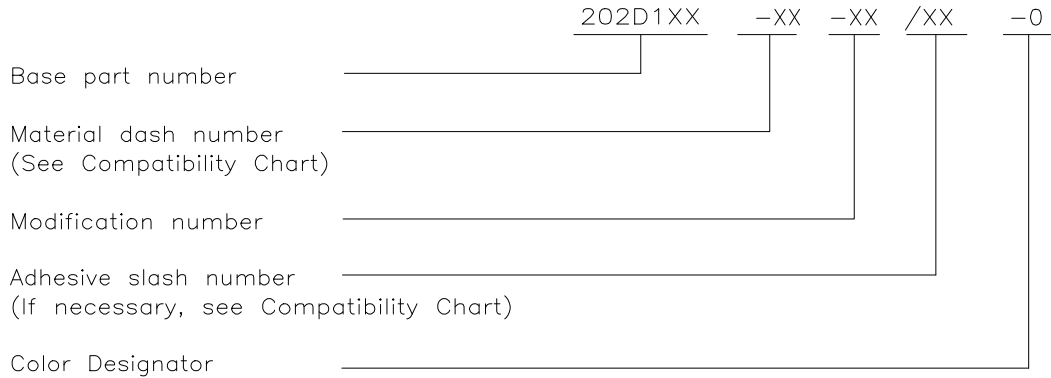 202D1XX -XX -XX /XX -0
Base part number
Material dash number
(See Compatibility Chart)
Modification number
Adhesive slash number
(If necessary, see Compatibility Chart)
Color Designator